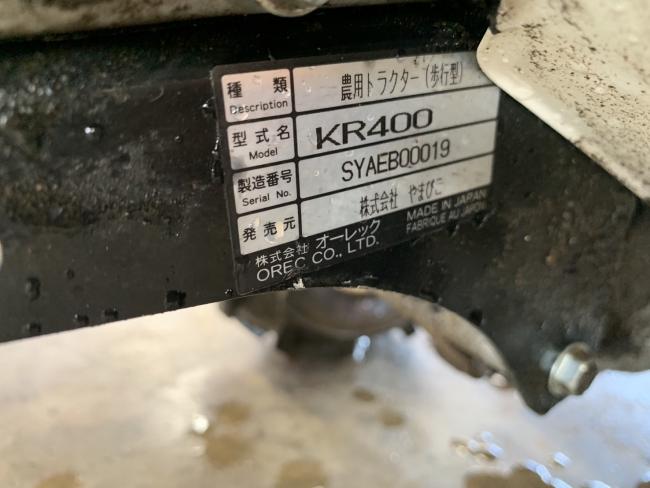 種 類 農用トラクター(歩行型)
Description
型式名 KR400
Model
製造番号 SYAEB00019
Serial No.
発売元 株式会社 やまびこ
株式会社 オーレック MADE IN JAPAN
OREC CO., LTD. FABRIQUE AU JAPON